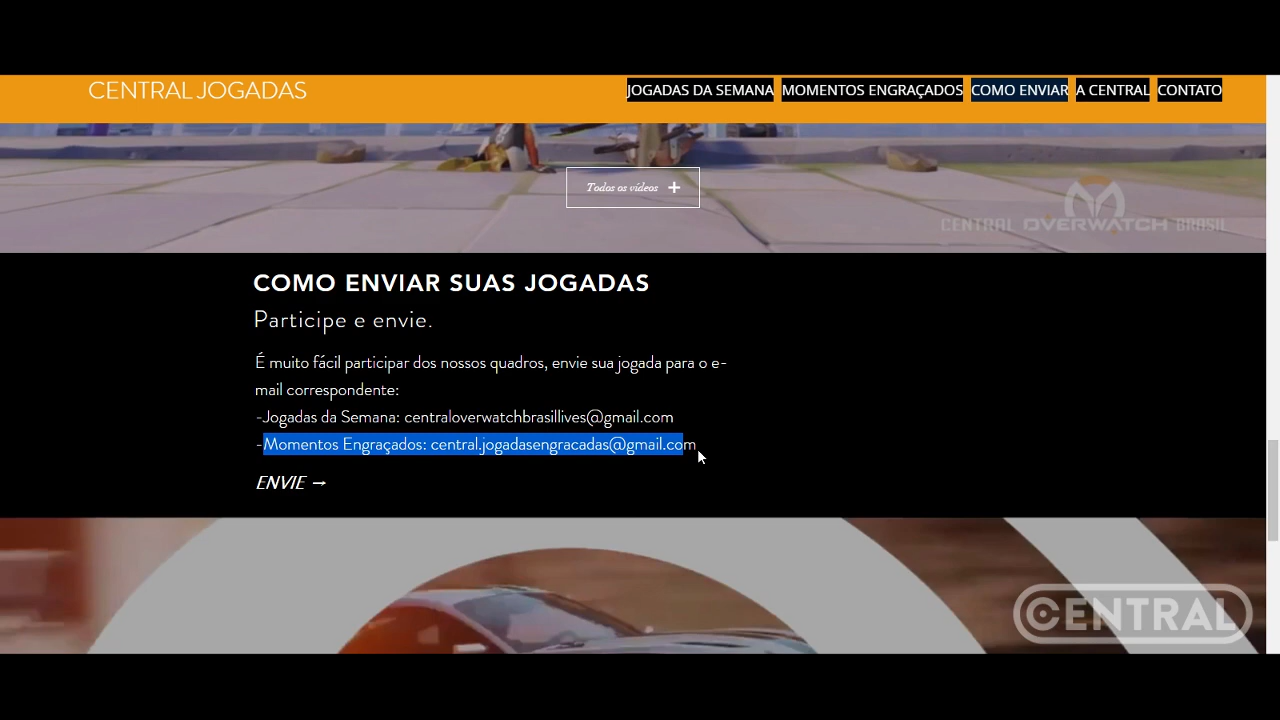 CENTRAL JOGADAS
JOGADAS DA SEMANA MOMENTOS ENGRAÇADOS COMO ENVIAR A CENTRAL CONTATO
Todos os vídeos +
CENTRAL OVERWATCH BRASIL
COMO ENVIAR SUAS JOGADAS
Participe e envie.
É muito fácil participar dos nossos quadros, envie sua jogada para o e-
mail correspondente:
-Jogadas da Semana: centraloverwatchbrasillives@gmail.com
-Momentos Engraçados: central.jogadasengracadas@gmail.com
ENVIE →
CENTRAL